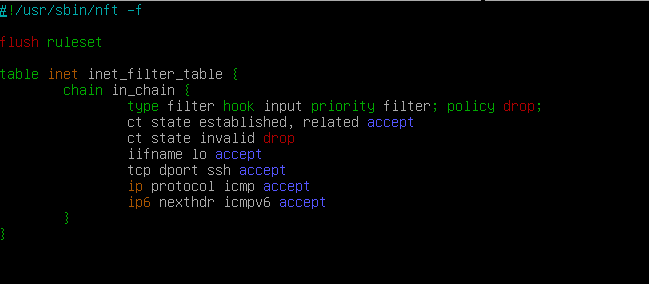 #!/usr/sbin/nft -f
flush ruleset
table inet inet_filter_table {
chain in_chain {
type filter hook input priority filter; policy drop;
ct state established, related accept
ct state invalid drop
iifname lo accept
tcp dport ssh accept
ip protocol icmp accept
ip6 nexthdr icmpv6 accept
}
}